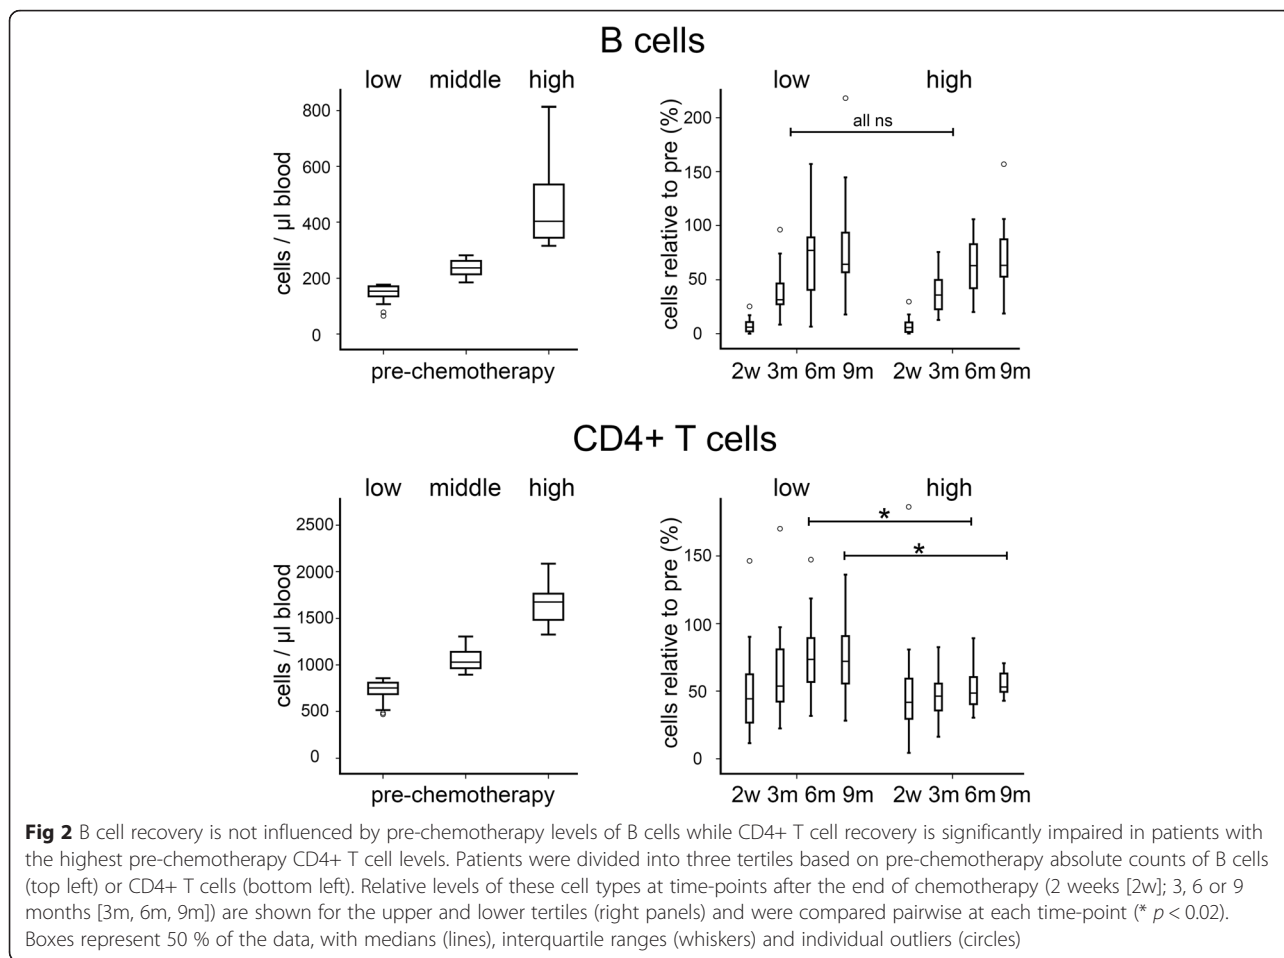 B cells
low middle high
800
600
400
200
0
cells / µl blood
pre-chemotherapy
low high
all ns
200
150
100
50
0
cells relative to pre (%)
2w 3m 6m 9m 2w 3m 6m 9m
CD4+ T cells
low middle high
2500
2000
1500
1000
500
0
cells / µl blood
pre-chemotherapy
low high
*
*
150
100
50
0
cells relative to pre (%)
2w 3m 6m 9m 2w 3m 6m 9m
Fig 2 B cell recovery is not influenced by pre-chemotherapy levels of B cells while CD4+ T cell recovery is significantly impaired in patients with
the highest pre-chemotherapy CD4+ T cell levels. Patients were divided into three tertiles based on pre-chemotherapy absolute counts of B cells
(top left) or CD4+ T cells (bottom left). Relative levels of these cell types at time-points after the end of chemotherapy (2 weeks [2w]; 3, 6 or 9
months [3m, 6m, 9m]) are shown for the upper and lower tertiles (right panels) and were compared pairwise at each time-point (* p < 0.02).
Boxes represent 50 % of the data, with medians (lines), interquartile ranges (whiskers) and individual outliers (circles)